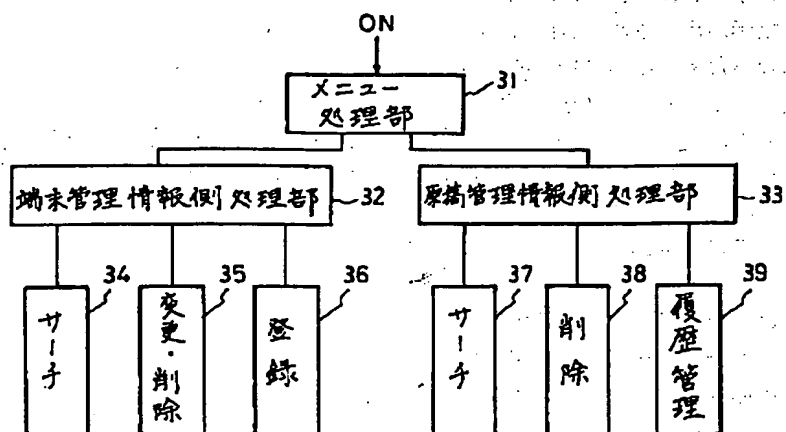 ON
メニュー
処理部
31
端末管理情報側処理部
32
原稿管理情報側処理部
33
サーチ
34
変更・削除
35
登録
36
サーチ
37
削除
38
履歴管理
39